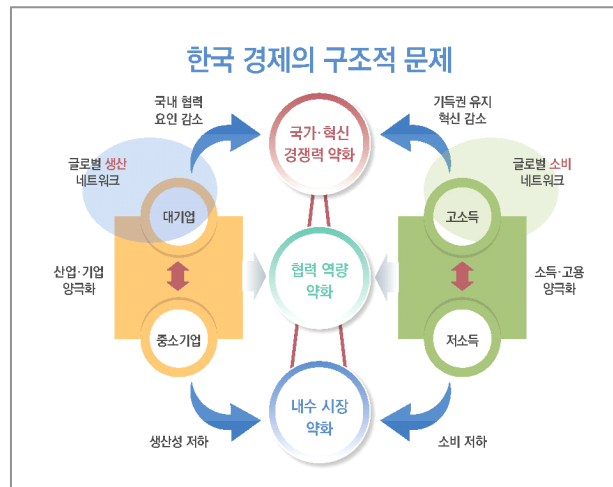 한국 경제의 구조적 문제
국내 협력
요인 감소
기득권 유지
혁신 감소
국가·혁신
경쟁력 약화
글로벌 생산
네트워크
글로벌 소비
네트워크
대기업
고소득
산업·기업
양극화
협력 역량
약화
소득·고용
양극화
중소기업
저소득
내수 시장
약화
생산성 저하
소비 저하